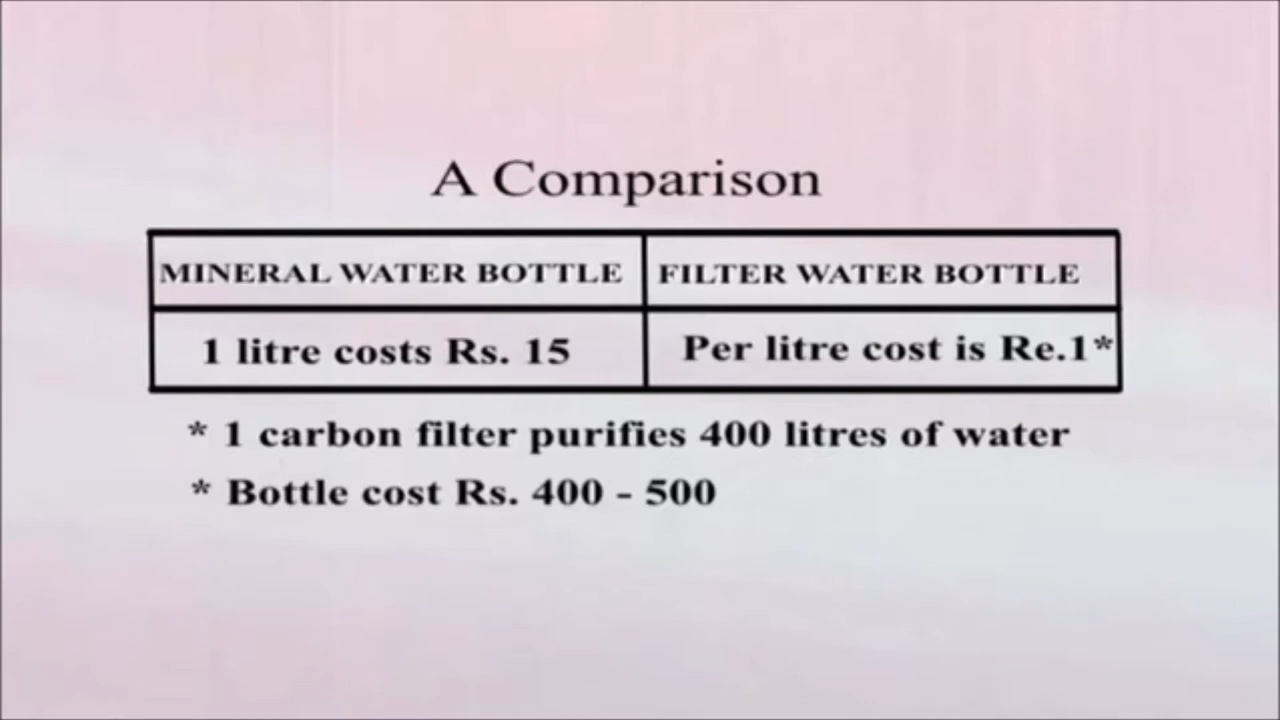 A Comparison
MINERAL WATER BOTTLE
FILTER WATER BOTTLE
1 litre costs Rs. 15
Per litre cost is Re.1*
* 1 carbon filter purifies 400 litres of water
* Bottle cost Rs. 400 - 500